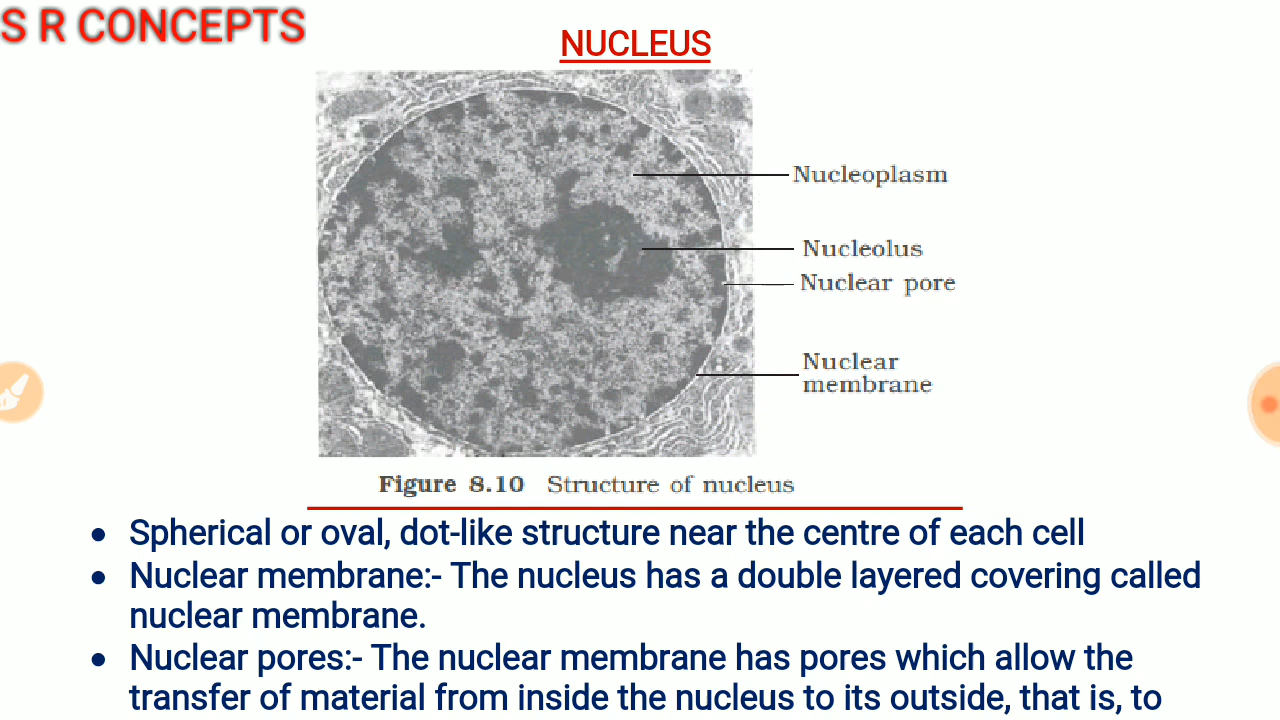 S R CONCEPTS
NUCLEUS
Nucleoplasm
Nucleolus
Nuclear pore
Nuclear
membrane
Figure 8.10 Structure of nucleus
• Spherical or oval, dot-like structure near the centre of each cell
• Nuclear membrane:- The nucleus has a double layered covering called
nuclear membrane.
• Nuclear pores:- The nuclear membrane has pores which allow the
transfer of material from inside the nucleus to its outside, that is, to